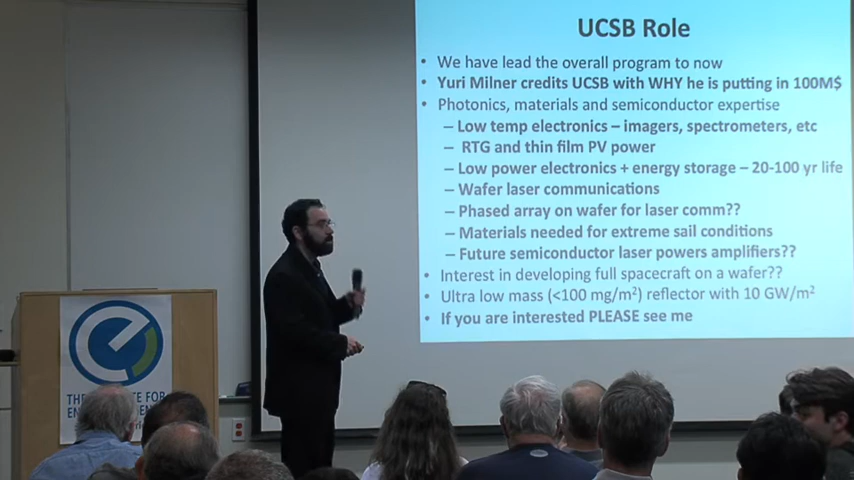 UCSB Role
• We have lead the overall program to now
• Yuri Milner credits UCSB with WHY he is putting in 100M$
• Photonics, materials and semiconductor expertise
– Low temp electronics – imagers, spectrometers, etc
– RTG and thin film PV power
– Low power electronics + energy storage – 20-100 yr life
– Wafer laser communications
– Phased array on wafer for laser comm??
– Materials needed for extreme sail conditions
– Future semiconductor laser powers amplifiers??
• Interest in developing full spacecraft on a wafer??
• Ultra low mass (<100 mg/m²) reflector with 10 GW/m²
• If you are interested PLEASE see me
THE
FOR